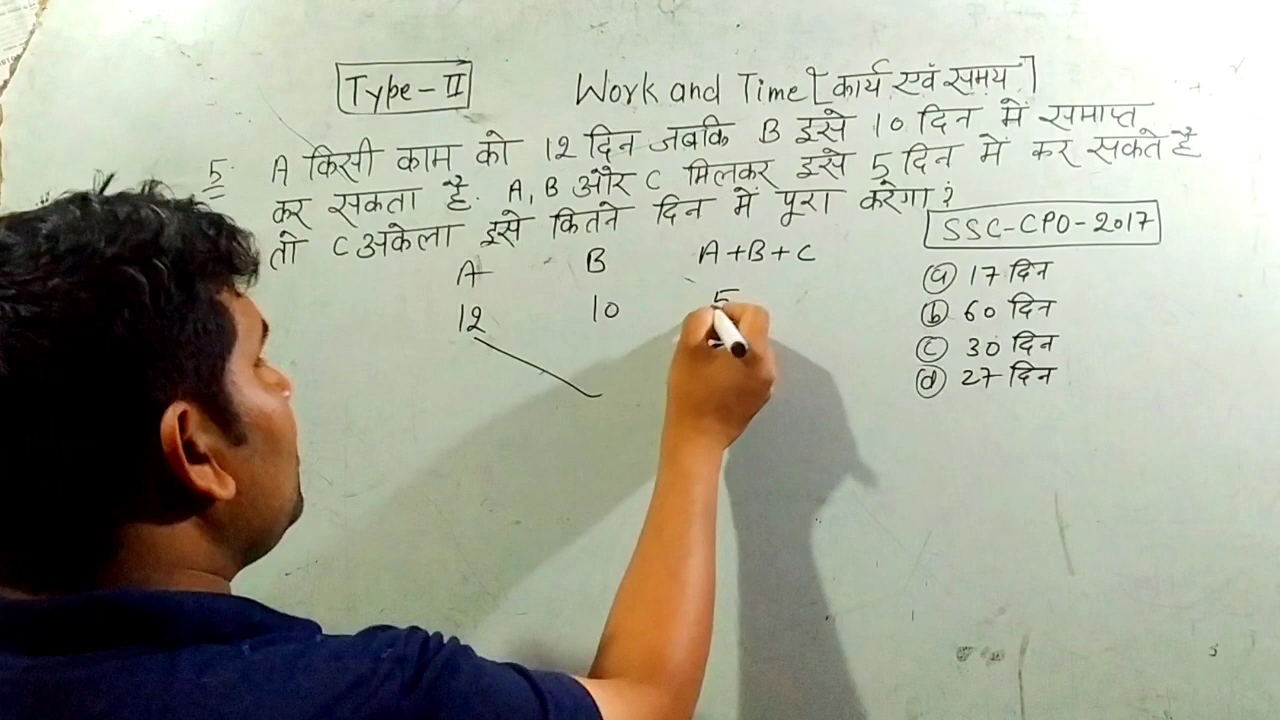 Type-II
Work and Time [कार्य एवं समय]
5. A किसी काम को 12 दिन जबकि B इसे 10 दिन में समाप्त
कर सकता है. A, B और C मिलकर इसे 5 दिन में कर सकते है
तो C अकेला इसे कितने दिन में पूरा करेगा?
SSC-CPO-2017
A B A+B+C
12 10 5
(a) 17 दिन
(b) 60 दिन
(c) 30 दिन
(d) 27 दिन